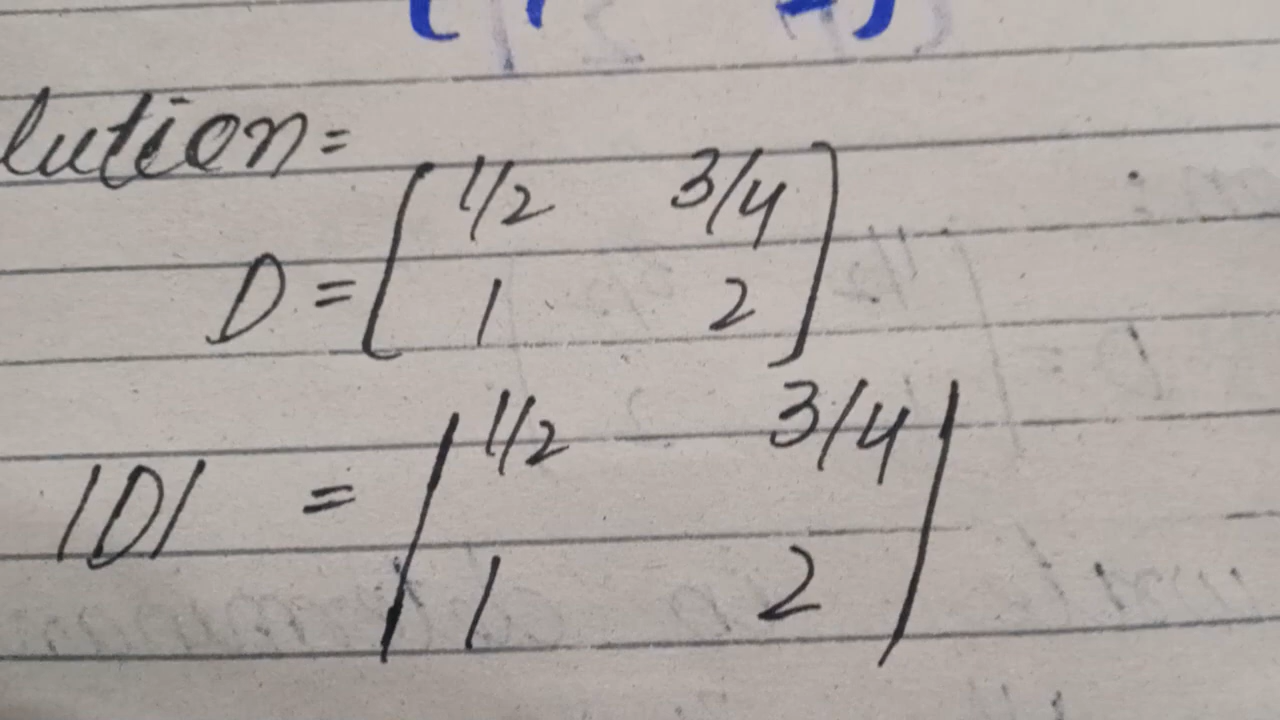 lution=
D = [ 1/2 3/4
1 2 ]
|D| = | 1/2 3/4
1 2 |